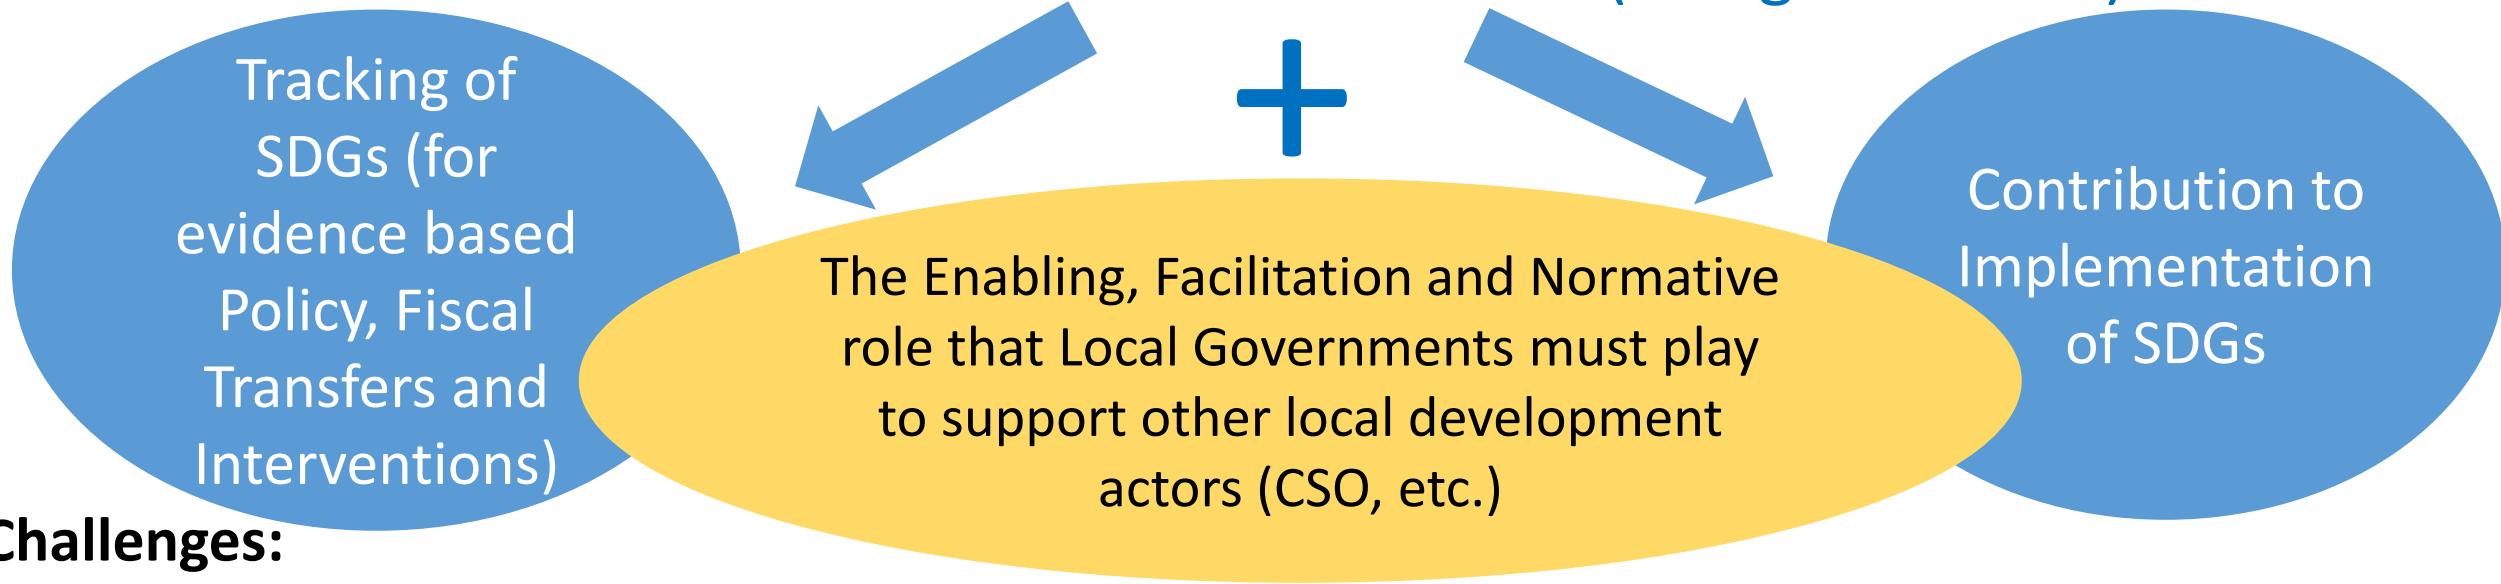 Tracking of
SDGs (for
evidence based
Policy, Fiscal
Transfers and
Interventions)
+
The Enabling, Facilitation and Normative
role that Local Governments must play
to support other local development
actors (CSO, etc.)
Contribution to
Implementation
of SDGs
Challenges: